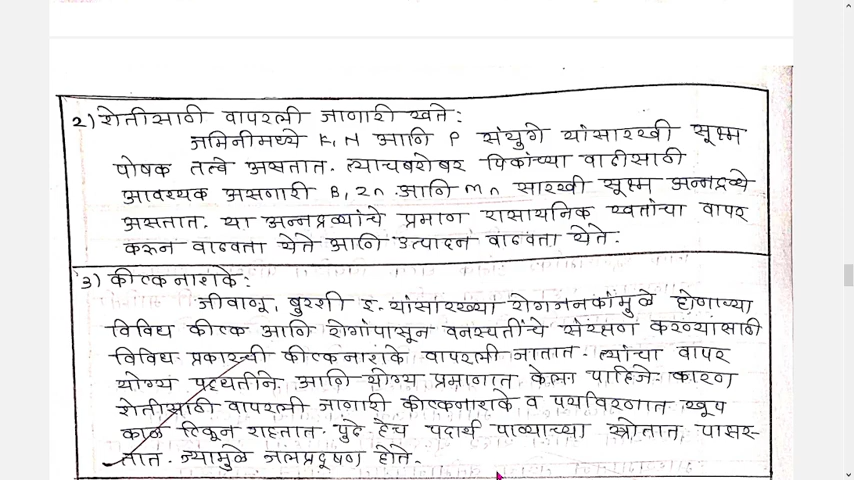 2) शेतीसाठी वापरली जाणारी खते:
जमिनीमध्ये K, N आणि P संयुगे यांसारखी सूक्ष्म
पोषक तत्वे असतात. त्याचबरोबर पिकांच्या वाढीसाठी
आवश्यक असणारी B, Zn आणि Mn सारखी सूक्ष्म अन्नद्रव्ये
असतात. या अन्नद्रव्यांचे प्रमाण रासायनिक खतांचा वापर
करून वाढवता येते आणि उत्पादन वाढवता येते.
3) कीटकनाशके:
जीवाणू, बुरशी इ. यांसारख्या रोगजनकांमुळे होणाऱ्या
विविध कीटक आणि रोगांपासून वनस्पतींचे संरक्षण करण्यासाठी
विविध प्रकारची कीटकनाशके वापरली जातात. त्यांचा वापर
योग्य पद्धतीने आणि योग्य प्रमाणात केला पाहिजे. कारण
शेतीसाठी वापरली जाणारी कीटकनाशके व पर्यावरणात खूप
काळ टिकून राहतात. पुढे हेच पदार्थ पाण्याच्या स्रोतात पासर-
तात. ज्यामुळे जलप्रदूषण होते.